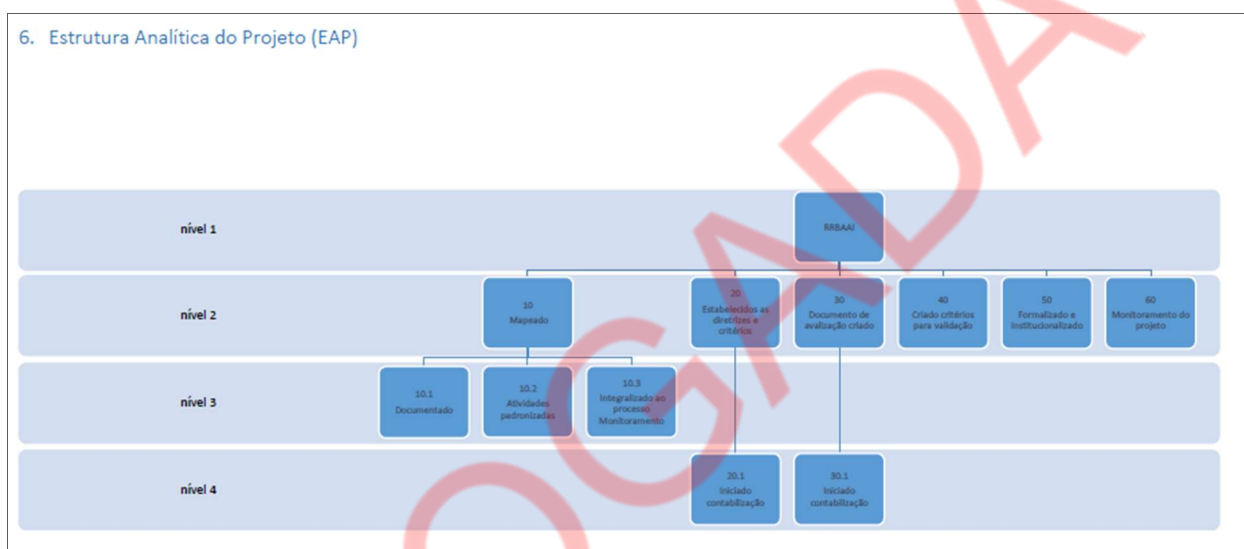 6. Estrutura Analítica do Projeto (EAP)
nível 1
RRBAAI
nível 2
10
Mapeado
20
Estabelecidos as
diretrizes e
critérios
30
Documento de
avalização criado
40
Criado critérios
para validação
50
Formalizado e
Institucionalizado
60
Monitoramento do
projeto
nível 3
10.1
Documentado
10.2
Atividades
padronizadas
10.3
Integralizado ao
processo
Monitoramento
nível 4
20.1
Iniciado
contabilização
30.1
Iniciado
contabilização
OGADA